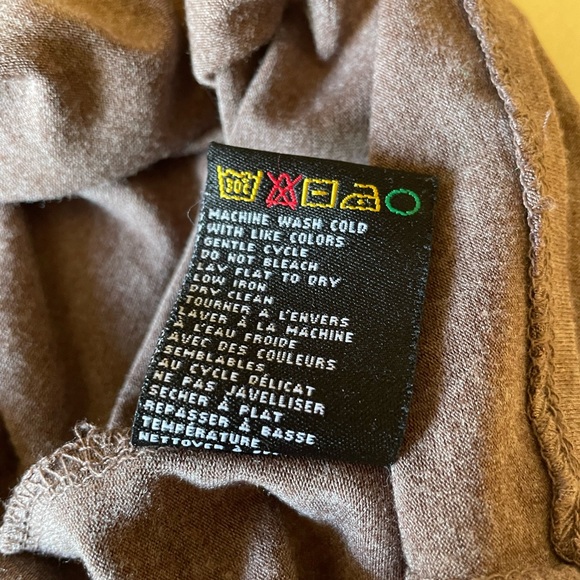 30C
MACHINE WASH COLD
WITH LIKE COLORS
GENTLE CYCLE
DO NOT BLEACH
LAY FLAT TO DRY
LOW IRON
DRY CLEAN
TOURNER A L'ENVERS
LAVER À LA MACHINE
À L'EAU FROIDE
AVEC DES COULEURS
SEMBLABLES
AU CYCLE DÉLICAT
NE PAS JAVELLISER
SECHER À PLAT
REPASSER À BASSE
TEMPÉRATURE
NETTOYER À